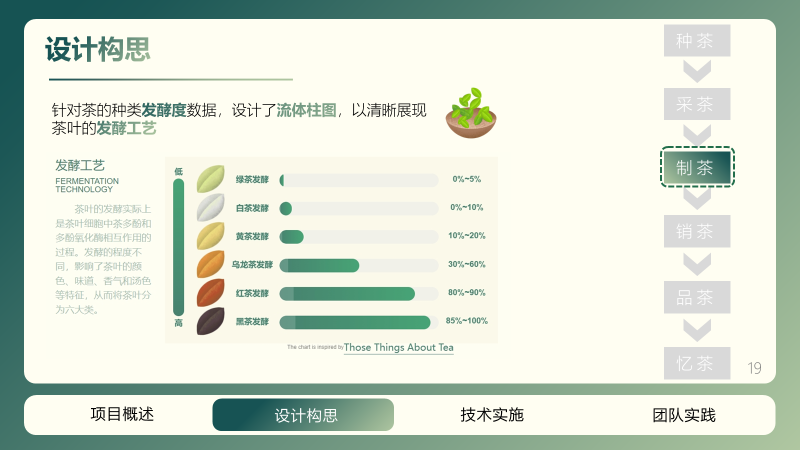 设计构思
针对茶的种类发酵度数据，设计了流体柱图，以清晰展现
茶叶的发酵工艺
发酵工艺
FERMENTATION
TECHNOLOGY
茶叶的发酵实际上
是茶叶细胞中茶多酚和
多酚氧化酶相互作用的
过程。发酵的程度不
同，影响了茶叶的颜
色、味道、香气和汤色
等特征，从而将茶叶分
为六大类。
低
高
绿茶发酵 0%~5%
白茶发酵 0%~10%
黄茶发酵 10%~20%
乌龙茶发酵 30%~60%
红茶发酵 80%~90%
黑茶发酵 85%~100%
The chart is inspired by Those Things About Tea
种茶
采茶
制茶
销茶
品茶
忆茶
19
项目概述 设计构思 技术实施 团队实践